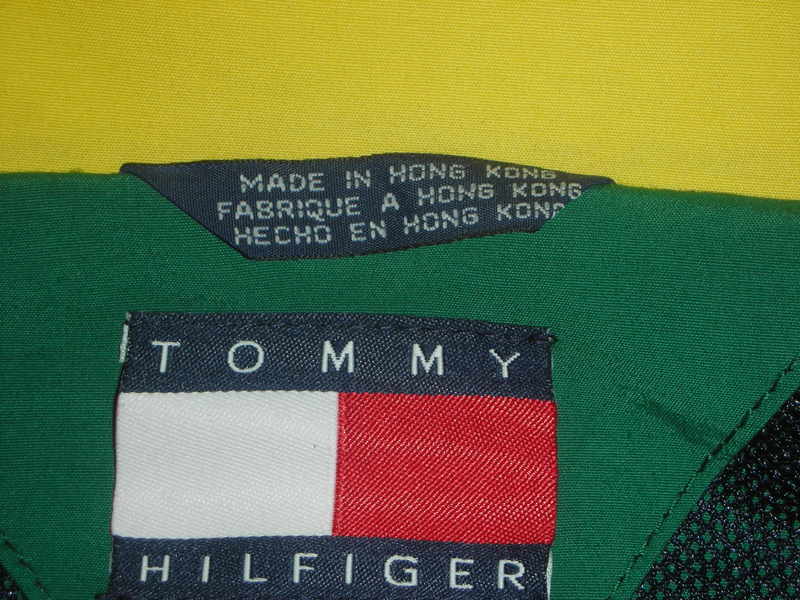 MADE IN HONG KONG
FABRIQUE A HONG KONG
HECHO EN HONG KONG
TOMMY
HILFIGER